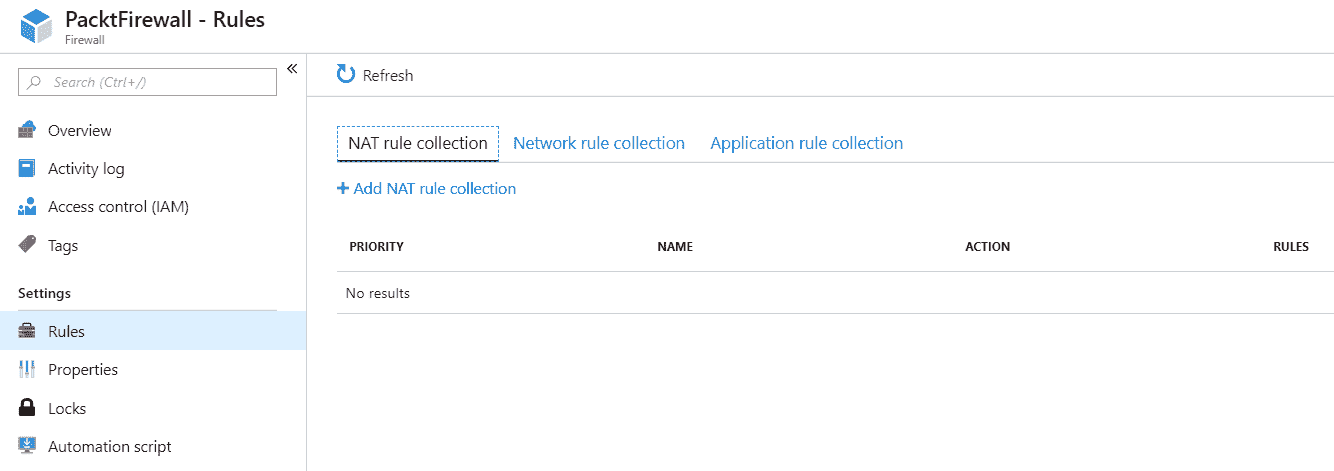 PacktFirewall - Rules
Firewall
Search (Ctrl+/)
«
Overview
Activity log
Access control (IAM)
Tags
Settings
Rules
Properties
Locks
Automation script
Refresh
NAT rule collection Network rule collection Application rule collection
+ Add NAT rule collection
PRIORITY NAME ACTION RULES
No results